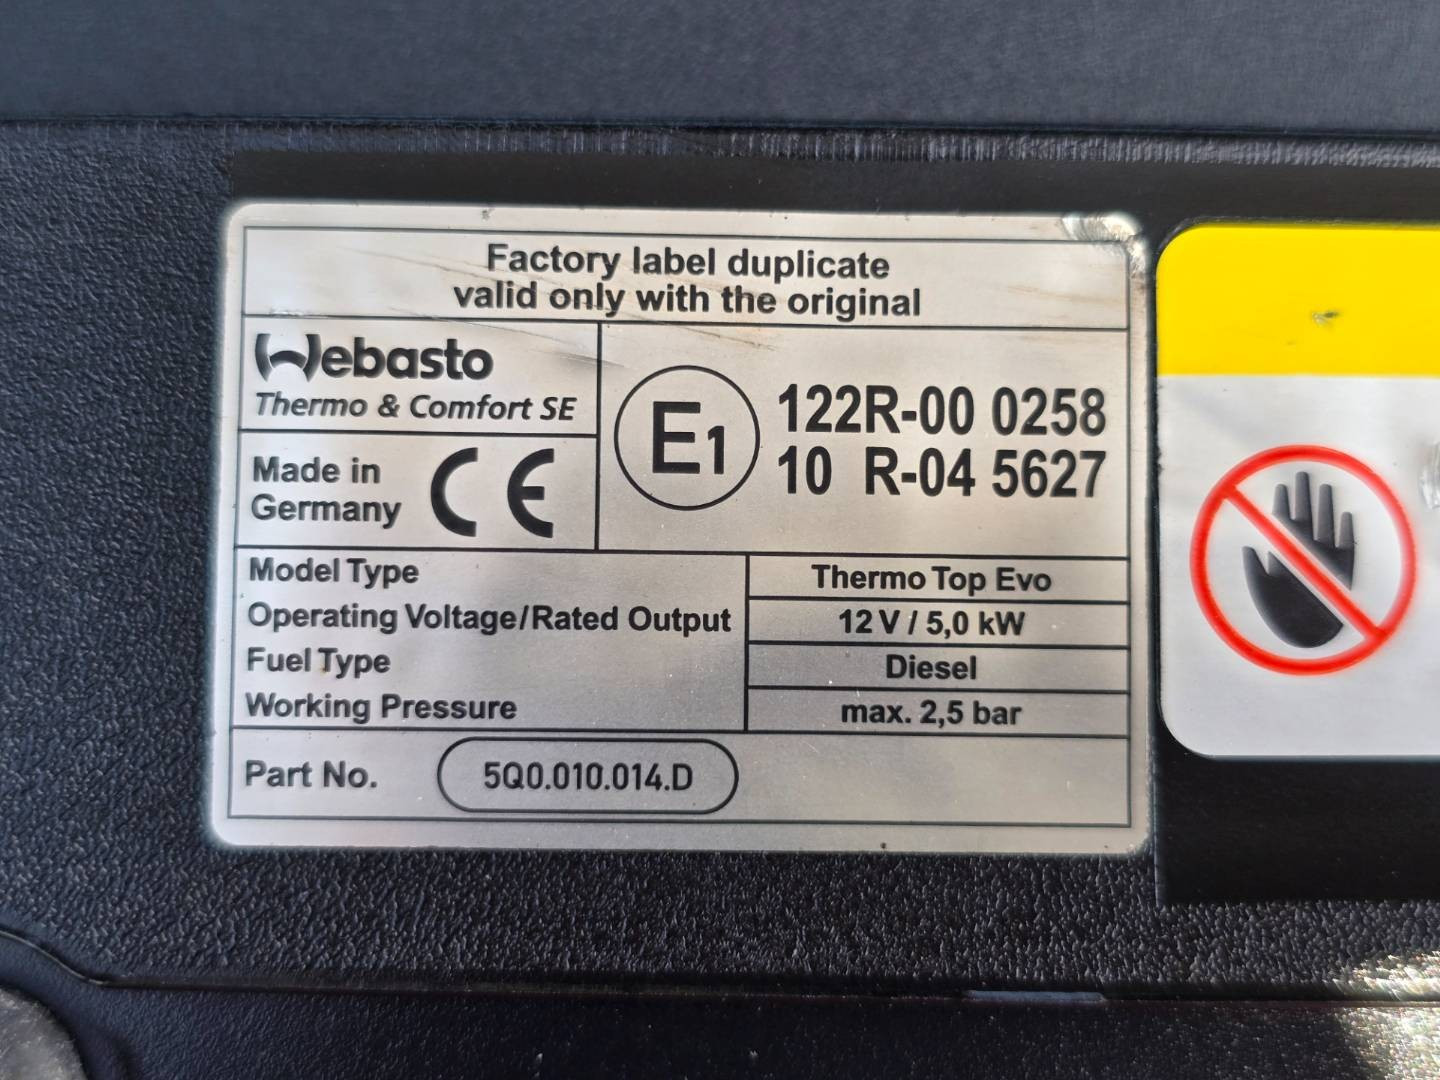 Factory label duplicate
valid only with the original
Webasto
Thermo & Comfort SE
Made in
Germany
CE
E1
122R-00 0258
10 R-04 5627
Model Type Thermo Top Evo
Operating Voltage/Rated Output 12 V / 5,0 kW
Fuel Type Diesel
Working Pressure max. 2,5 bar
Part No. 5Q0.010.014.D